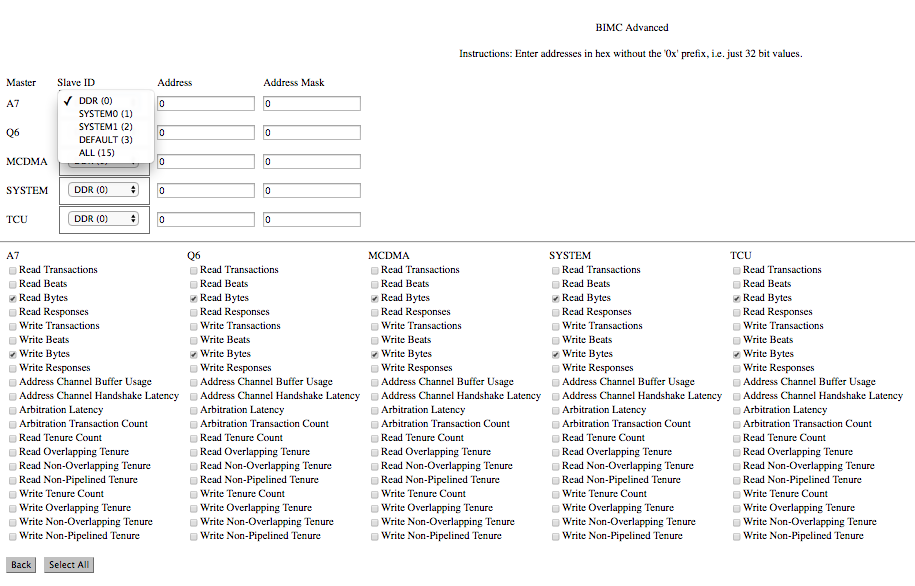 BIMC Advanced
Instructions: Enter addresses in hex without the '0x' prefix, i.e. just 32 bit values.
Master Slave ID Address Address Mask
A7 ✓ DDR (0) 0 0
SYSTEM0 (1)
SYSTEM1 (2)
Q6 0 0
DEFAULT (3)
ALL (15)
MCDMA 0 0
SYSTEM DDR (0) 0 0
TCU DDR (0) 0 0
A7 Q6 MCDMA SYSTEM TCU
Read Transactions Read Transactions Read Transactions Read Transactions Read Transactions
Read Beats Read Beats Read Beats Read Beats Read Beats
Read Bytes Read Bytes Read Bytes Read Bytes Read Bytes
Read Responses Read Responses Read Responses Read Responses Read Responses
Write Transactions Write Transactions Write Transactions Write Transactions Write Transactions
Write Beats Write Beats Write Beats Write Beats Write Beats
Write Bytes Write Bytes Write Bytes Write Bytes Write Bytes
Write Responses Write Responses Write Responses Write Responses Write Responses
Address Channel Buffer Usage Address Channel Buffer Usage Address Channel Buffer Usage Address Channel Buffer Usage Address Channel Buffer Usage
Address Channel Handshake Latency Address Channel Handshake Latency Address Channel Handshake Latency Address Channel Handshake Latency Address Channel Handshake Latency
Arbitration Latency Arbitration Latency Arbitration Latency Arbitration Latency Arbitration Latency
Arbitration Transaction Count Arbitration Transaction Count Arbitration Transaction Count Arbitration Transaction Count Arbitration Transaction Count
Read Tenure Count Read Tenure Count Read Tenure Count Read Tenure Count Read Tenure Count
Read Overlapping Tenure Read Overlapping Tenure Read Overlapping Tenure Read Overlapping Tenure Read Overlapping Tenure
Read Non-Overlapping Tenure Read Non-Overlapping Tenure Read Non-Overlapping Tenure Read Non-Overlapping Tenure Read Non-Overlapping Tenure
Read Non-Pipelined Tenure Read Non-Pipelined Tenure Read Non-Pipelined Tenure Read Non-Pipelined Tenure Read Non-Pipelined Tenure
Write Tenure Count Write Tenure Count Write Tenure Count Write Tenure Count Write Tenure Count
Write Overlapping Tenure Write Overlapping Tenure Write Overlapping Tenure Write Overlapping Tenure Write Overlapping Tenure
Write Non-Overlapping Tenure Write Non-Overlapping Tenure Write Non-Overlapping Tenure Write Non-Overlapping Tenure Write Non-Overlapping Tenure
Write Non-Pipelined Tenure Write Non-Pipelined Tenure Write Non-Pipelined Tenure Write Non-Pipelined Tenure Write Non-Pipelined Tenure
Back Select All